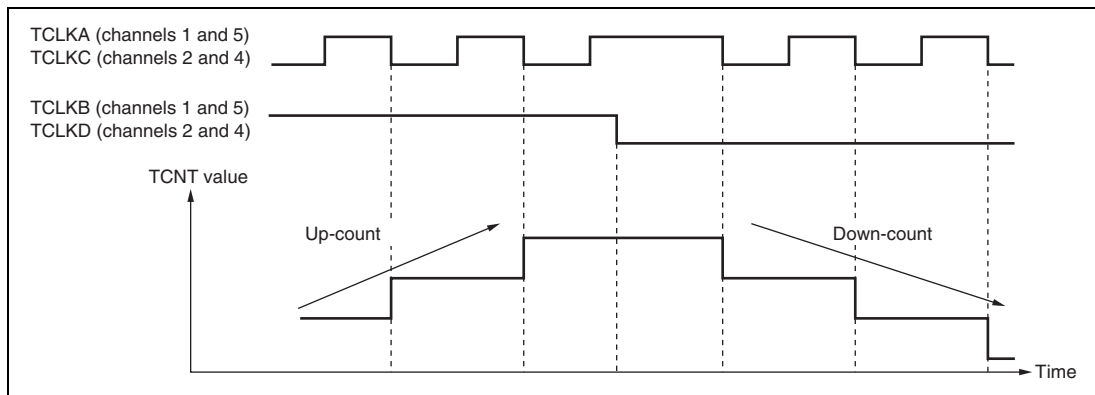 TCLKA (channels 1 and 5)
TCLKC (channels 2 and 4)
TCLKB (channels 1 and 5)
TCLKD (channels 2 and 4)
TCNT value
Up-count
Down-count
Time